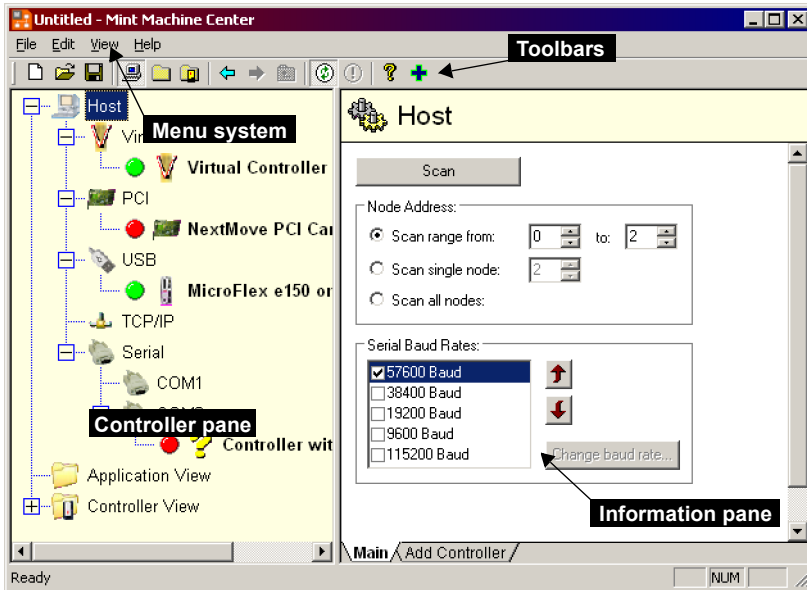 Untitled - Mint Machine Center
File Edit View Help
Toolbars
Host
Menu system
Virtual Controller
PCI
NextMove PCI Car
USB
MicroFlex e150 or
TCP/IP
Serial
COM1
Controller pane
Controller wit
Application View
Controller View
Host
Scan
Node Address:
Scan range from: 0 to: 2
Scan single node: 2
Scan all nodes:
Serial Baud Rates:
57600 Baud
38400 Baud
19200 Baud
9600 Baud
115200 Baud
Change baud rate...
Information pane
Main Add Controller
Ready
NUM